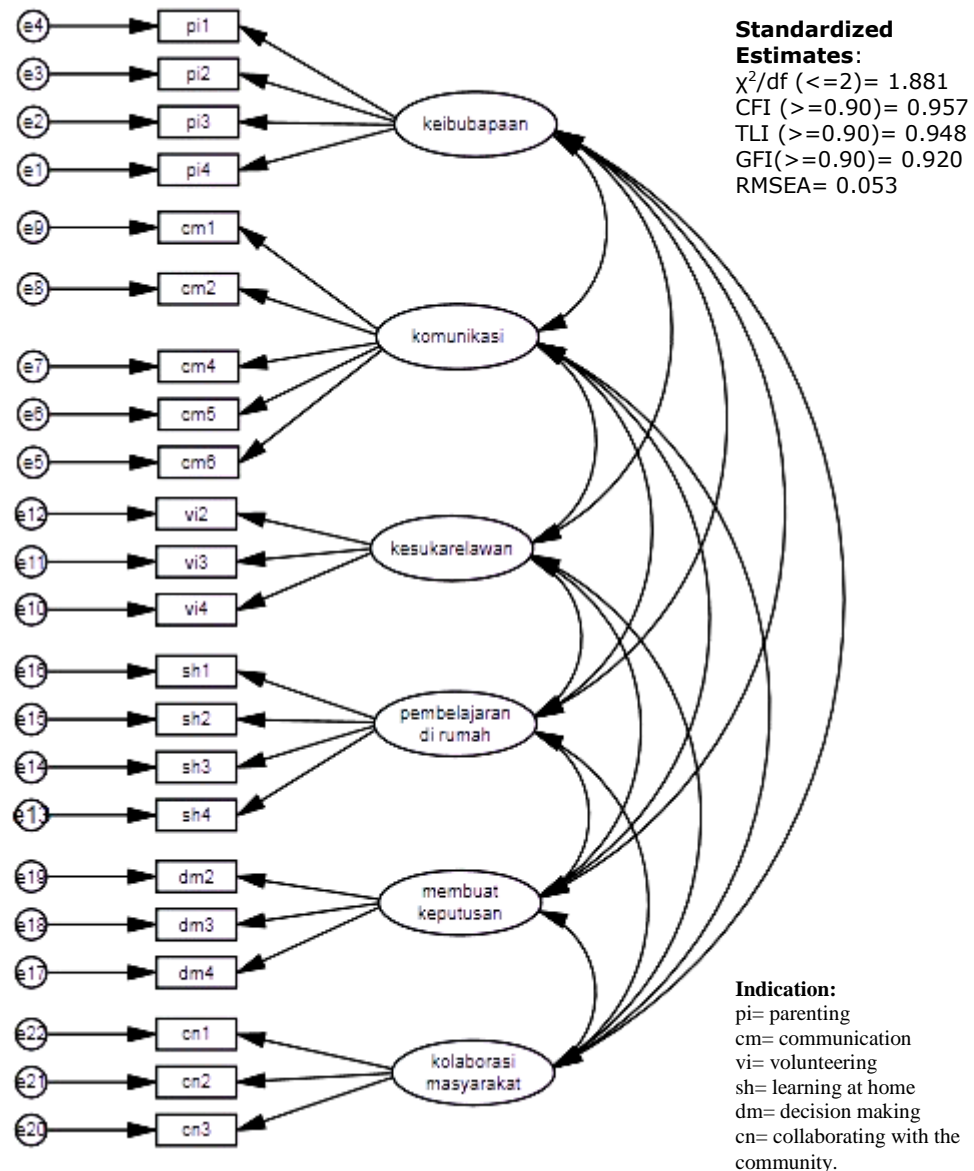 Standardized
Estimates:
χ²/df (<=2)= 1.881
CFI (>=0.90)= 0.957
TLI (>=0.90)= 0.948
GFI(>=0.90)= 0.920
RMSEA= 0.053
e4 pi1
e3 pi2
e2 pi3
e1 pi4
keibubapaan
e9 cm1
e8 cm2
e7 cm4
e6 cm5
e5 cm6
komunikasi
e12 vi2
e11 vi3
e10 vi4
kesukarelawan
e16 sh1
e15 sh2
e14 sh3
e13 sh4
pembelajaran
di rumah
e19 dm2
e18 dm3
e17 dm4
membuat
keputusan
e22 cn1
e21 cn2
e20 cn3
kolaborasi
masyarakat
Indication:
pi= parenting
cm= communication
vi= volunteering
sh= learning at home
dm= decision making
cn= collaborating with the
community.